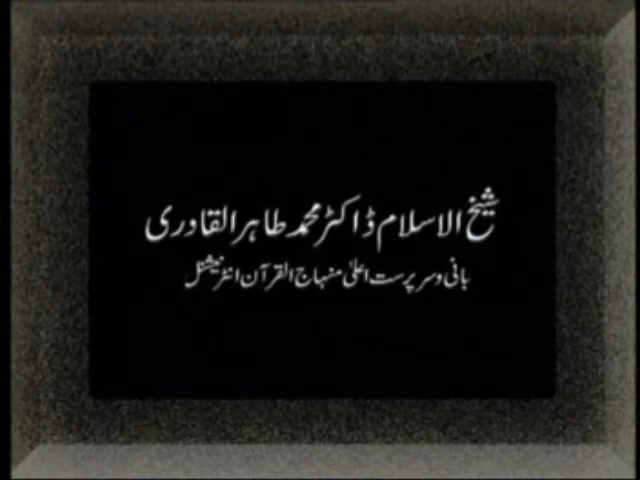 شیخ الاسلام ڈاکٹر محمد طاہر القادری
بانی و سرپرست اعلیٰ منہاج القرآن انٹرنیشنل